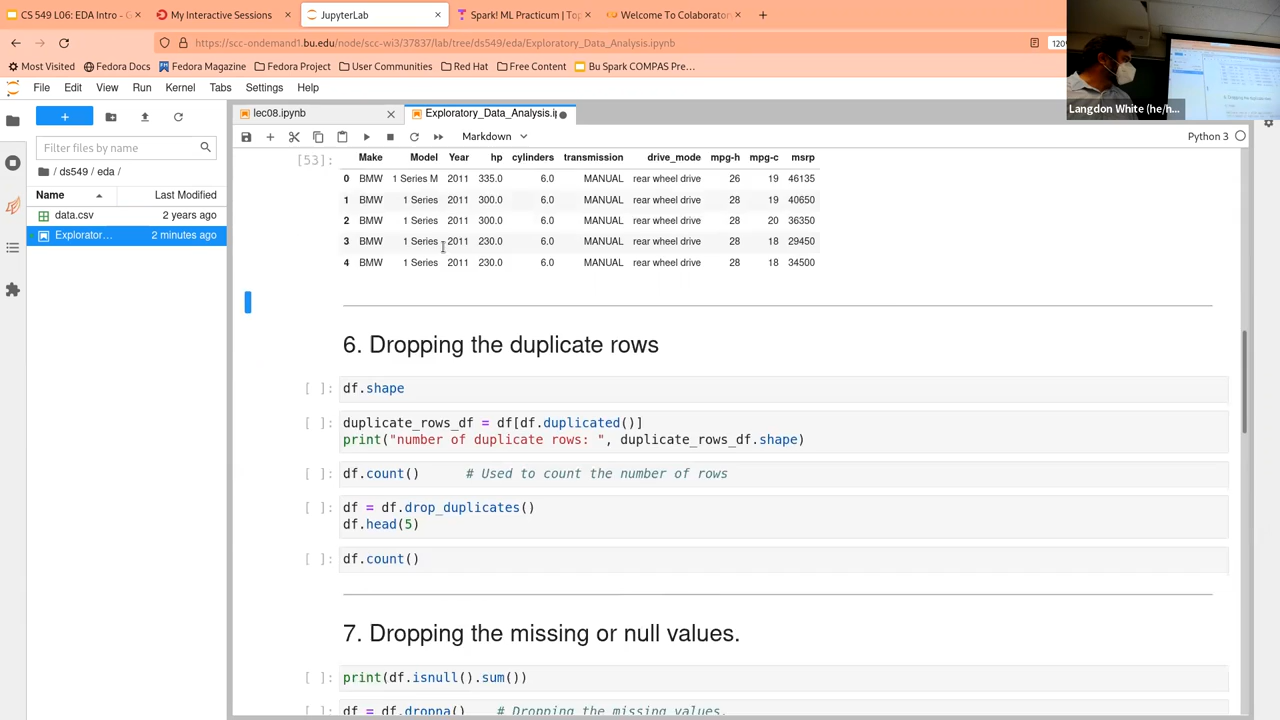 CS 549 L06: EDA Intro - G
My Interactive Sessions
JupyterLab
Spark! ML Practicum | Top
Welcome To Colaborato
https://scc-ondemand1.bu.edu/node/scc-wi3/37837/lab/tree/ds549/eda/Exploratory_Data_Analysis.ipynb
120%
Most Visited
Fedora Docs
Fedora Magazine
Fedora Project
User Communities
Red Hat
Free Content
Bu Spark COMPAS Pre…
Langdon White (he/h...
File Edit View Run Kernel Tabs Settings Help
lec08.ipynb
Exploratory_Data_Analysis.ip
Filter files by name
Markdown
Python 3
/ ds549 / eda /
Name Last Modified
data.csv 2 years ago
Explorator… 2 minutes ago
[53]:
Make Model Year hp cylinders transmission drive_mode mpg-h mpg-c msrp
0 BMW 1 Series M 2011 335.0 6.0 MANUAL rear wheel drive 26 19 46135
1 BMW 1 Series 2011 300.0 6.0 MANUAL rear wheel drive 28 19 40650
2 BMW 1 Series 2011 300.0 6.0 MANUAL rear wheel drive 28 20 36350
3 BMW 1 Series 2011 230.0 6.0 MANUAL rear wheel drive 28 18 29450
4 BMW 1 Series 2011 230.0 6.0 MANUAL rear wheel drive 28 18 34500
6. Dropping the duplicate rows
[ ]: df.shape
[ ]: duplicate_rows_df = df[df.duplicated()]
print("number of duplicate rows: ", duplicate_rows_df.shape)
[ ]: df.count() # Used to count the number of rows
[ ]: df = df.drop_duplicates()
df.head(5)
[ ]: df.count()
7. Dropping the missing or null values.
[ ]: print(df.isnull().sum())
[ ]: df = df.dropna() # Dropping the missing values.